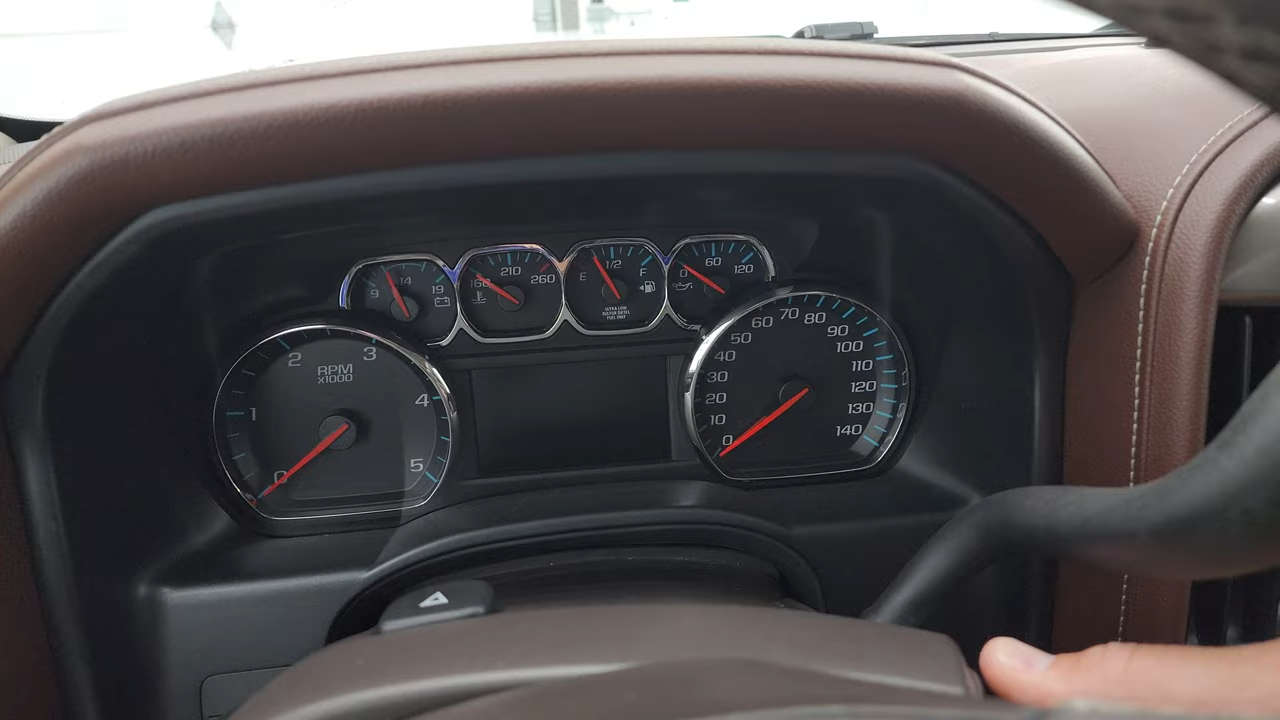 9 14 19
160 210 260
E 1/2 F
ULTRA LOW
SULFUR DIESEL
FUEL ONLY
0 60 120
RPM
x1000
0 1 2 3 4 5
0 10 20 30 40 50 60 70 80 90 100 110 120 130 140